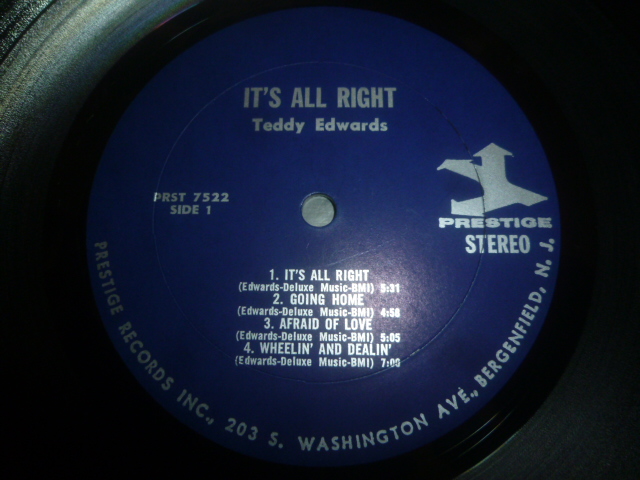 IT'S ALL RIGHT
Teddy Edwards
PRST 7522
SIDE 1
PRESTIGE
STEREO
1. IT'S ALL RIGHT
(Edwards-Deluxe Music-BMI) 5:31
2. GOING HOME
(Edwards-Deluxe Music-BMI) 4:58
3. AFRAID OF LOVE
(Edwards-Deluxe Music-BMI) 5:05
4. WHEELIN' AND DEALIN'
(Edwards-Deluxe Music-BMI)
PRESTIGE RECORDS INC., 203 S. WASHINGTON AVE., BERGENFIELD, N. J.